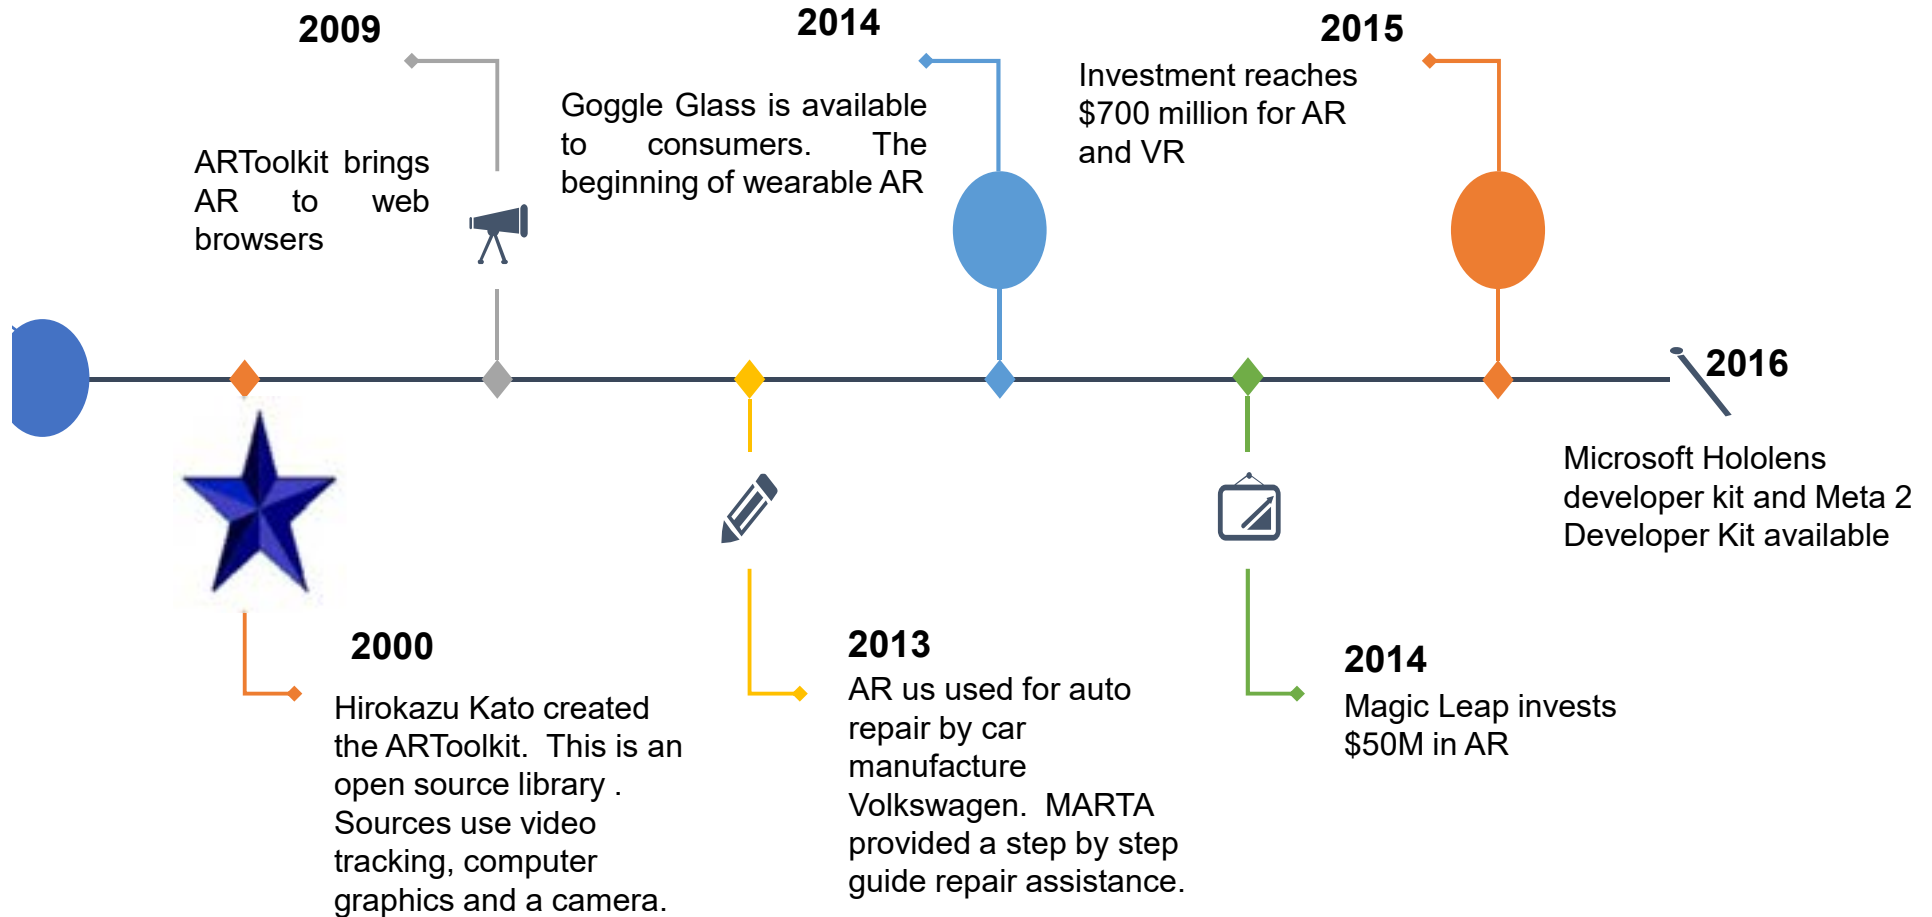 2009
ARToolkit brings
AR to web
browsers
2014
Goggle Glass is available
to consumers. The
beginning of wearable AR
2015
Investment reaches
$700 million for AR
and VR
2016
Microsoft Hololens
developer kit and Meta 2
Developer Kit available
2000
Hirokazu Kato created
the ARToolkit. This is an
open source library .
Sources use video
tracking, computer
graphics and a camera.
2013
AR us used for auto
repair by car
manufacture
Volkswagen. MARTA
provided a step by step
guide repair assistance.
2014
Magic Leap invests
$50M in AR